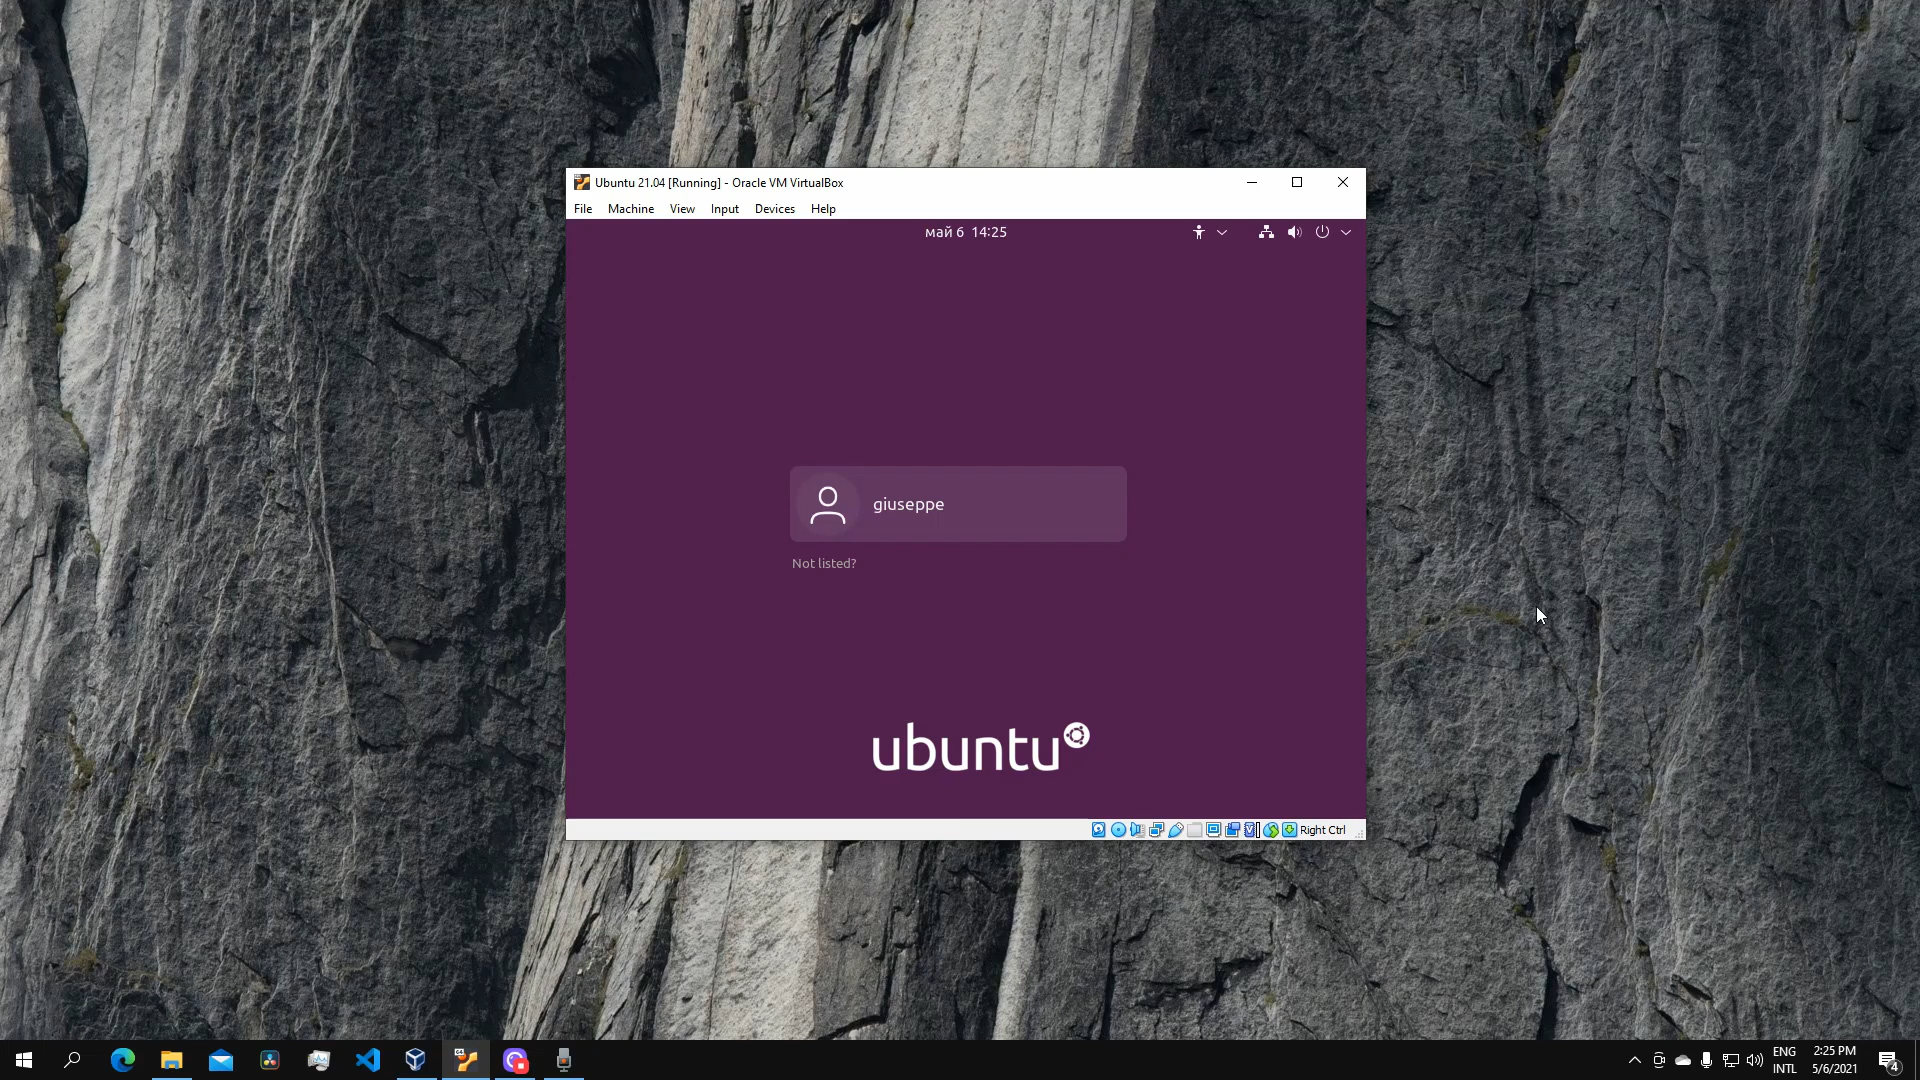 Ubuntu 21.04 [Running] - Oracle VM VirtualBox
File Machine View Input Devices Help
май 6 14:25
giuseppe
Not listed?
ubuntu
Right Ctrl
ENG
INTL
2:25 PM
5/6/2021
4